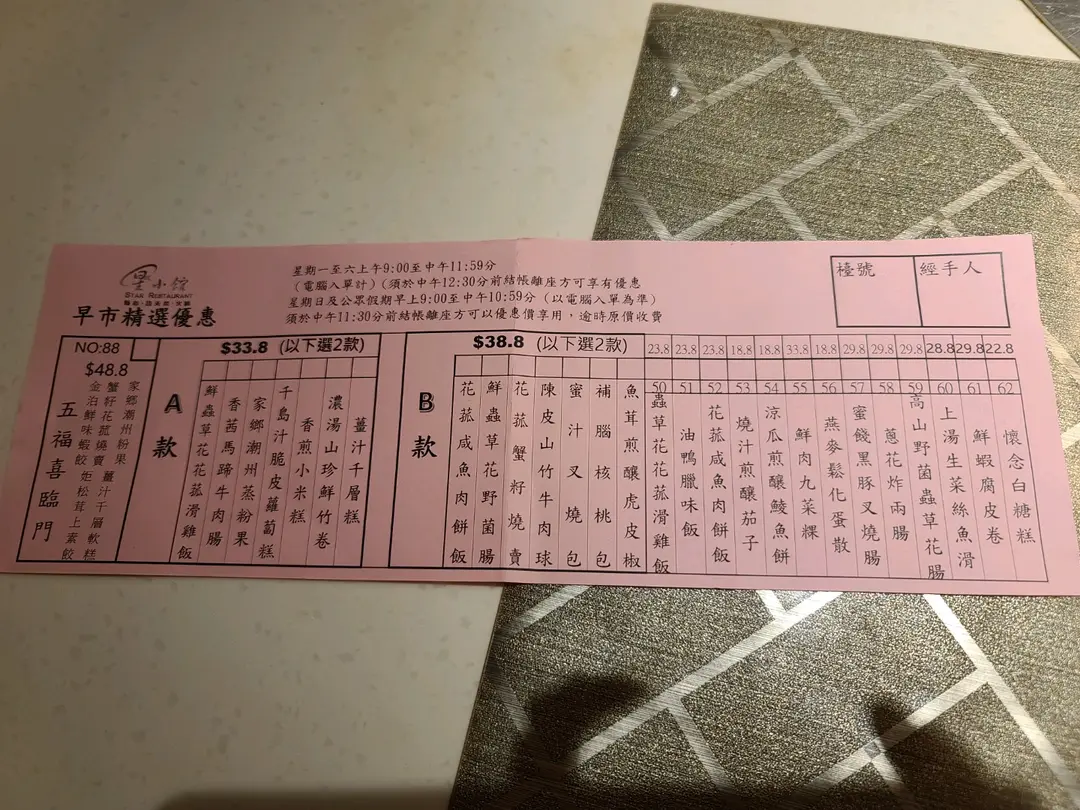 星小館
STAR RESTAURANT
早市精選優惠
星期一至六上午9:00至中午11:59分
(電腦入單計)(須於中午12:30分前結帳離座方可享有優惠
星期日及公眾假期早上9:00至中午10:59分 (以電腦入單為準)
須於中午11:30分前結帳離座方可以優惠價享用,逾時原價收費
檯號
經手人
NO:88
$48.8
五福喜臨門
金泊鮮味蝦餃
蟹籽花菇燒賣
家鄉潮州粉果
姬松茸上素餃
薑汁千層軟糕
A款
$33.8 (以下選2款)
鮮蟲草花花菇滑雞飯
香茜馬蹄牛肉腸
家鄉潮州蒸粉果
千島汁脆皮蘿蔔糕
香煎小米糕
濃湯山珍鮮竹卷
薑汁千層糕
B款
$38.8 (以下選2款)
花菇咸魚肉餅飯
鮮蟲草花野菌腸
花菇蟹籽燒賣
陳皮山竹牛肉球
蜜汁叉燒包
補腦核桃包
魚茸煎釀虎皮椒
23.8 50 蟲草花花菇滑雞飯
23.8 51 油鴨臘味飯
23.8 52 花菇咸魚肉餅飯
18.8 53 燒汁煎釀茄子
18.8 54 涼瓜煎釀鯪魚餅
33.8 55 鮮肉九菜粿
18.8 56 燕麥鬆化蛋散
29.8 57 蜜餞黑豚叉燒腸
29.8 58 蔥花炸兩腸
29.8 59 高山野菌蟲草花腸
28.8 60 上湯生菜絲魚滑
29.8 61 鮮蝦腐皮卷
22.8 62 懷念白糖糕